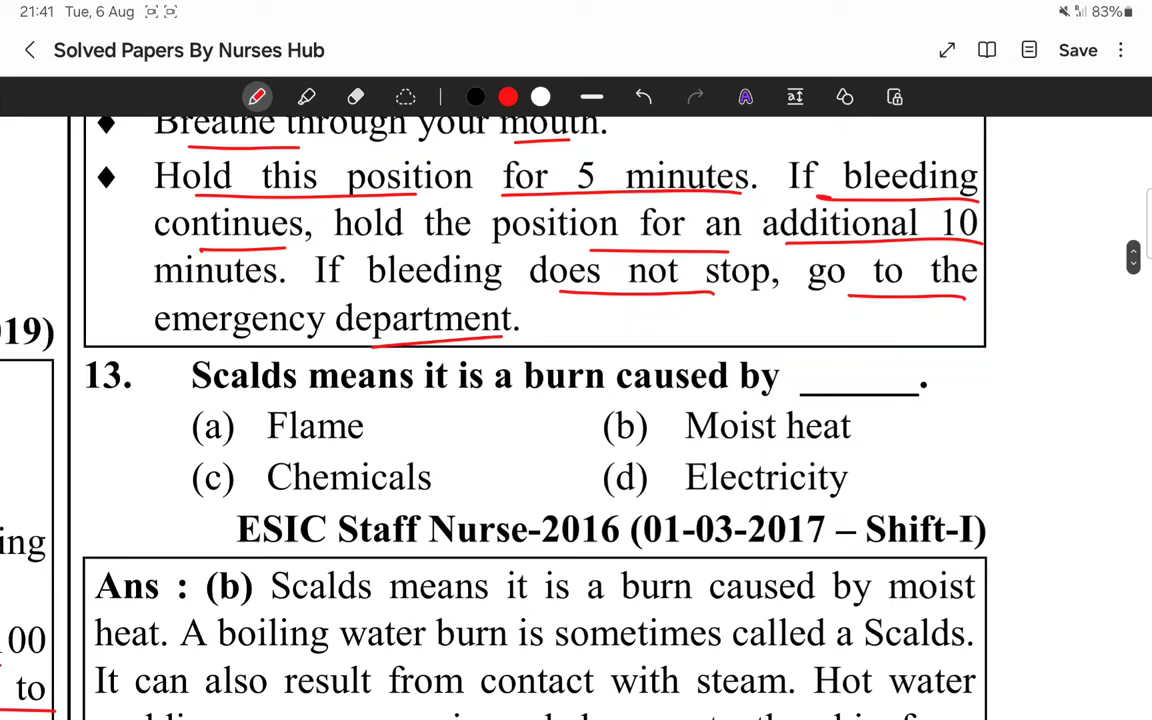 21:41 Tue, 6 Aug 83%
Solved Papers By Nurses Hub Save
Breathe through your mouth.
Hold this position for 5 minutes. If bleeding
continues, hold the position for an additional 10
minutes. If bleeding does not stop, go to the
emergency department.
19)
13. Scalds means it is a burn caused by ______.
(a) Flame (b) Moist heat
(c) Chemicals (d) Electricity
ESIC Staff Nurse-2016 (01-03-2017 – Shift-I)
ing
Ans : (b) Scalds means it is a burn caused by moist
heat. A boiling water burn is sometimes called a Scalds.
00
It can also result from contact with steam. Hot water
to